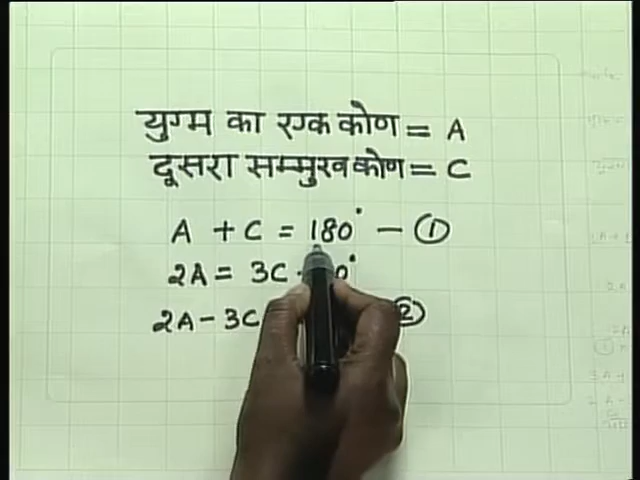 युग्म का एक कोण = A
दूसरा सम्मुख कोण = C
A + C = 180° — ①
2A = 3C
2A - 3C ②